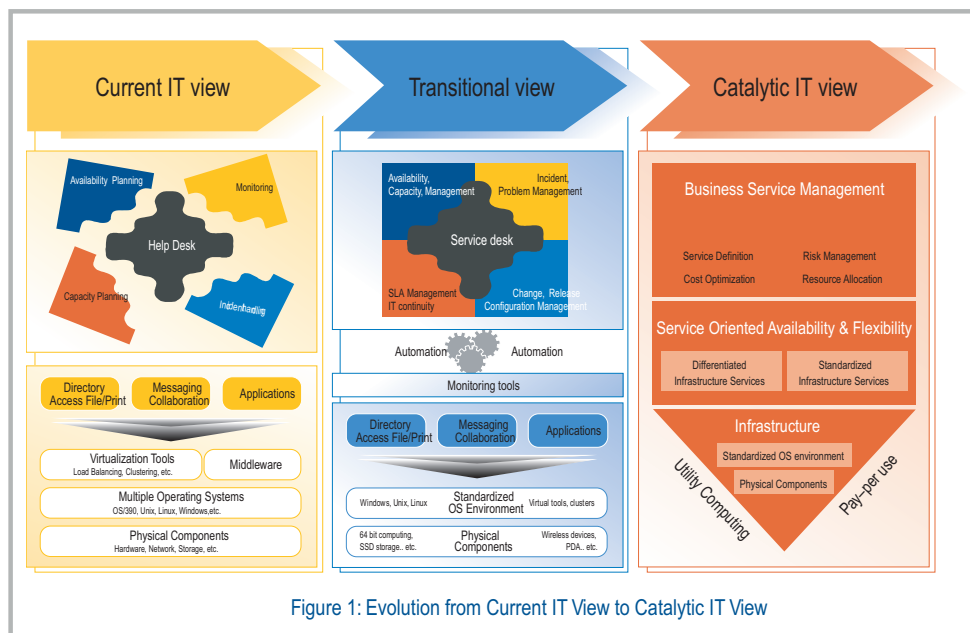 Current IT view
Transitional view
Catalytic IT view
Availability Planning
Monitoring
Help Desk
Capacity Planning
Incident handling
Directory
Access File/Print
Messaging
Collaboration
Applications
Virtualization Tools
Load Balancing, Clustering, etc.
Middleware
Multiple Operating Systems
OS/390, Unix, Linux, Windows,etc.
Physical Components
Hardware, Network, Storage, etc.
Availability,
Capacity, Management
Incident,
Problem Management
Service desk
SLA Management
IT continuity
Change, Release
Configuration Management
Automation
Automation
Monitoring tools
Directory
Access File/Print
Messaging
Collaboration
Applications
Windows, Unix, Linux
Standardized
OS Environment
Virtual tools, clusters
64 bit computing,
SSD storage.. etc.
Physical
Components
Wireless devices,
PDA.. etc.
Business Service Management
Service Definition
Risk Management
Cost Optimization
Resource Allocation
Service Oriented Availability & Flexibility
Differentiated
Infrastructure Services
Standardized
Infrastructure Services
Infrastructure
Standardized OS environment
Physical Components
Utility Computing
Pay–per use
Figure 1: Evolution from Current IT View to Catalytic IT View